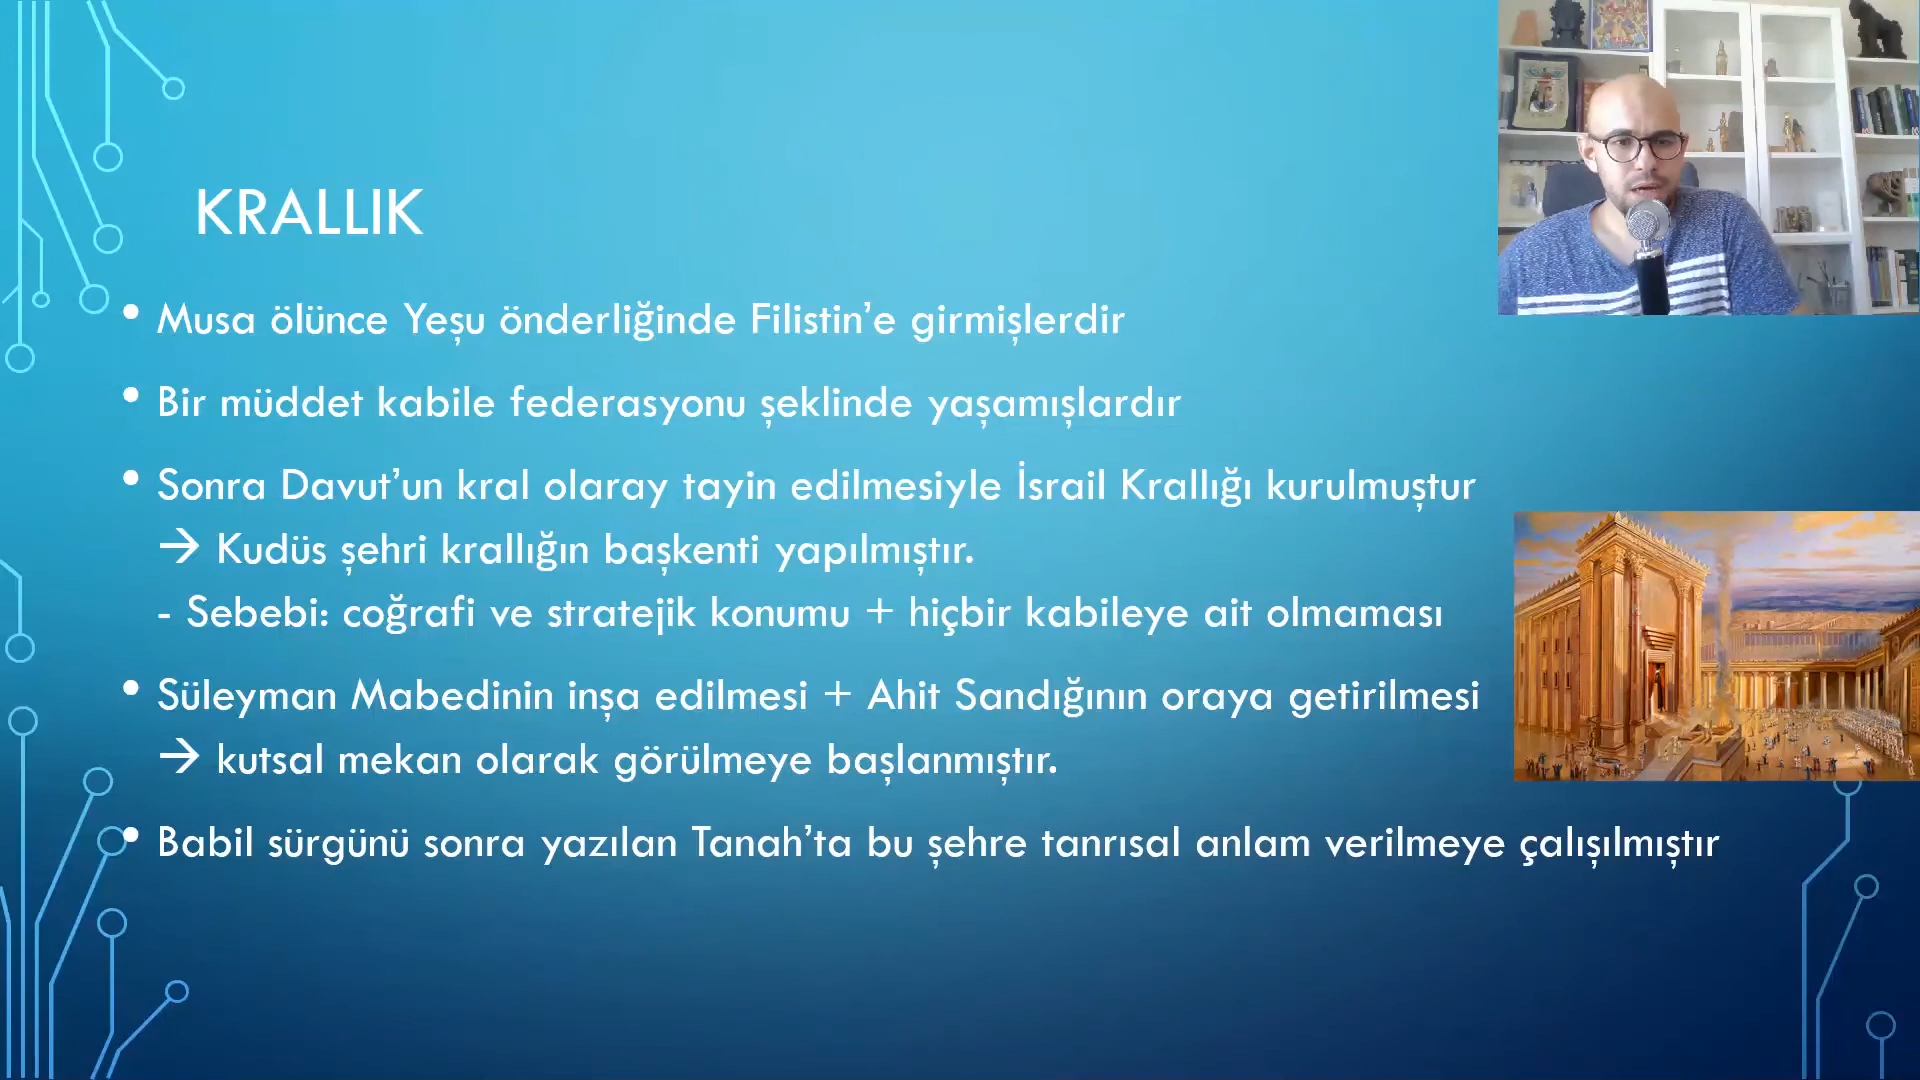 KRALLIK
• Musa ölünce Yeşu önderliğinde Filistin’e girmişlerdir
• Bir müddet kabile federasyonu şeklinde yaşamışlardır
• Sonra Davut’un kral olaray tayin edilmesiyle İsrail Krallığı kurulmuştur
→ Kudüs şehri krallığın başkenti yapılmıştır.
- Sebebi: coğrafi ve stratejik konumu + hiçbir kabileye ait olmaması
• Süleyman Mabedinin inşa edilmesi + Ahit Sandığının oraya getirilmesi
→ kutsal mekan olarak görülmeye başlanmıştır.
• Babil sürgünü sonra yazılan Tanah’ta bu şehre tanrısal anlam verilmeye çalışılmıştır